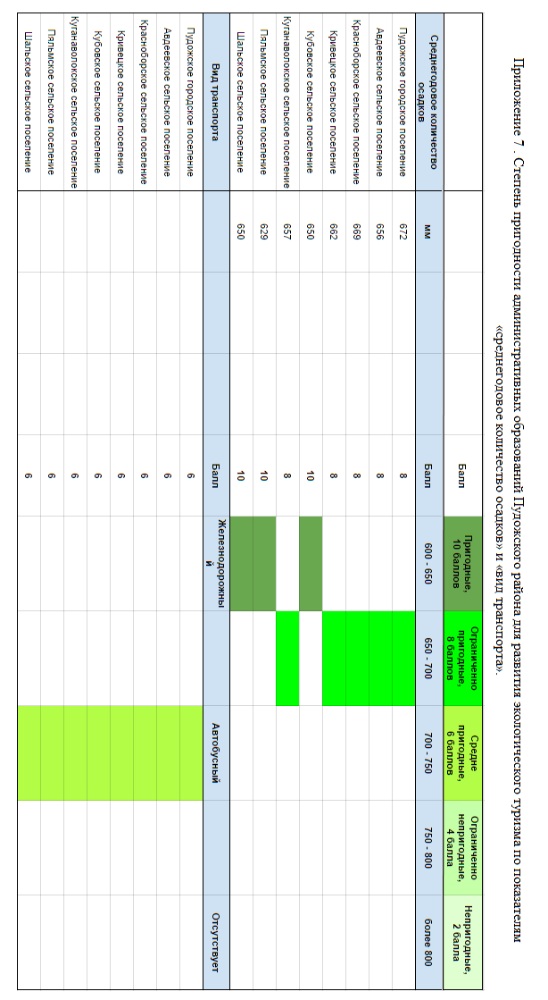 Приложение 7 . Степень пригодности административных образований Пудожского района для развития экологического туризма по показателям
«среднегодовое количество осадков» и «вид транспорта».
Балл
Пригодные,
10 баллов
Ограниченно
пригодные,
8 баллов
Средне
пригодные,
6 баллов
Ограниченно
непригодные,
4 балла
Непригодные,
2 балла
Среднегодовое количество
осадков
мм
Балл
600 - 650
650 - 700
700 - 750
750 - 800
более 800
Пудожское городское поселение 672 8
Авдеевское сельское поселение 656 8
Красноборское сельское поселение 669 8
Кривецкое сельское поселение 662 8
Кубовское сельское поселение 650 10
Куганаволокское сельское поселение 657 8
Пяльмское сельское поселение 629 10
Шальское сельское поселение 650 10
Вид транспорта
Балл
Железнодорожны
й
Автобусный
Отсутствует
Пудожское городское поселение 6
Авдеевское сельское поселение 6
Красноборское сельское поселение 6
Кривецкое сельское поселение 6
Кубовское сельское поселение 6
Куганаволокское сельское поселение 6
Пяльмское сельское поселение 6
Шальское сельское поселение 6